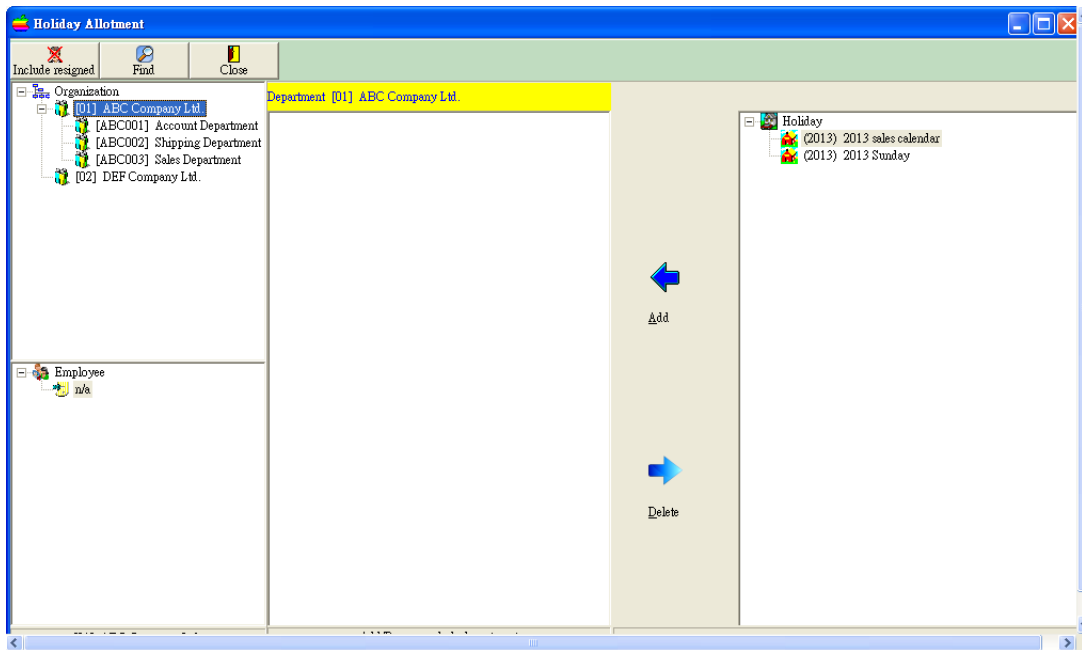 Holiday Allotment
Include resigned
Find
Close
Organization
[01] ABC Company Ltd.
[ABC001] Account Department
[ABC002] Shipping Department
[ABC003] Sales Department
[02] DEF Company Ltd.
Employee
n/a
Department [01] ABC Company Ltd.
Add
Delete
Holiday
(2013) 2013 sales calendar
(2013) 2013 Sunday